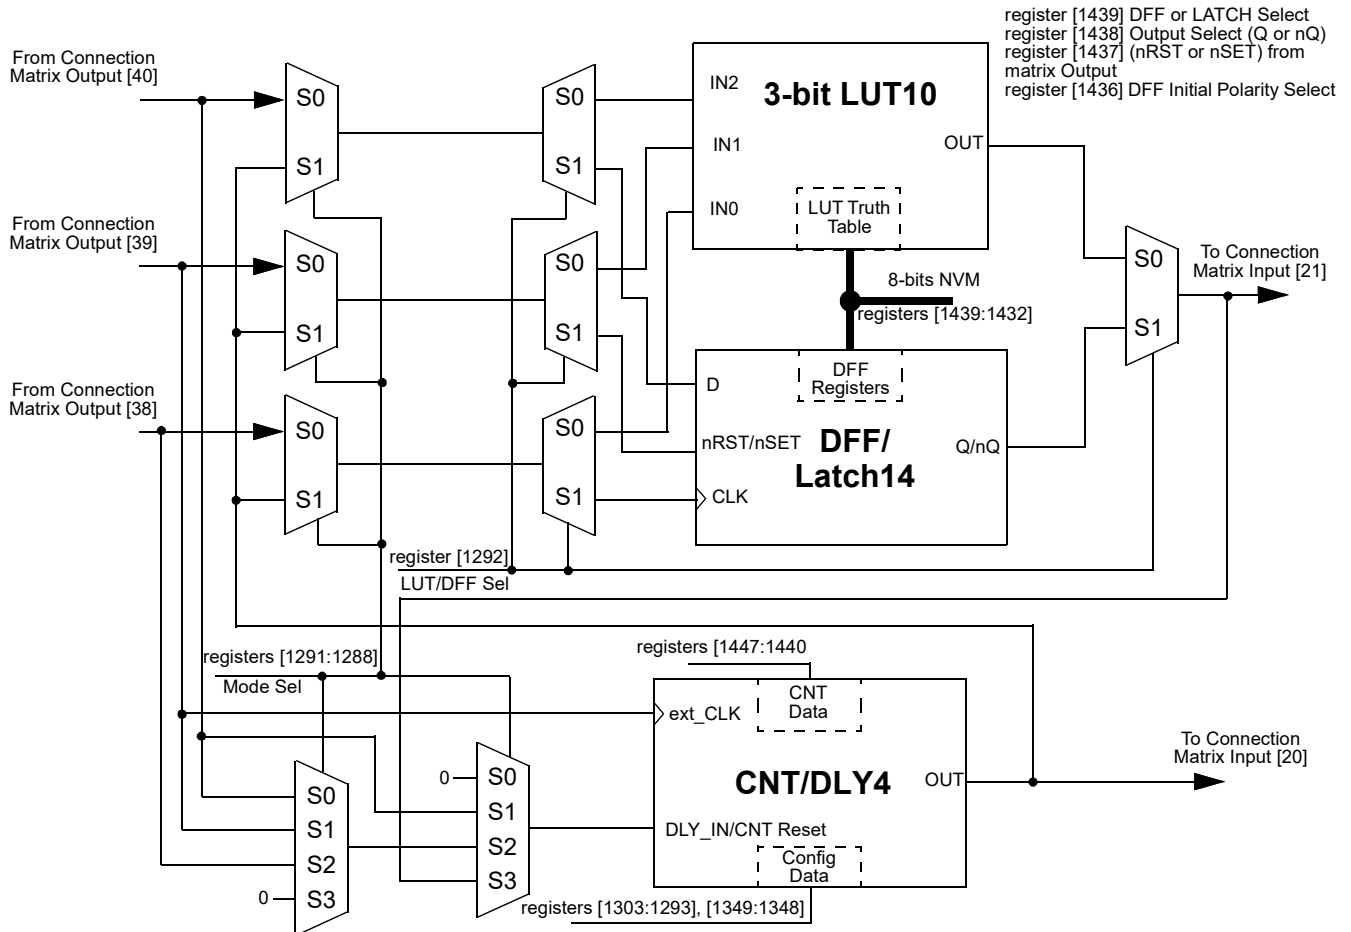 register [1439] DFF or LATCH Select
register [1438] Output Select (Q or nQ)
register [1437] (nRST or nSET) from
matrix Output
register [1436] DFF Initial Polarity Select
From Connection
Matrix Output [40]
S0
S1
S0
S1
IN2
3-bit LUT10
IN1
OUT
IN0
LUT Truth
Table
From Connection
Matrix Output [39]
S0
S1
S0
S1
8-bits NVM
registers [1439:1432]
S0
S1
To Connection
Matrix Input [21]
From Connection
Matrix Output [38]
S0
S1
S0
S1
DFF
Registers
D
nRST/nSET
DFF/
Latch14
Q/nQ
CLK
register [1292]
LUT/DFF Sel
registers [1291:1288]
Mode Sel
registers [1447:1440
CNT
Data
ext_CLK
CNT/DLY4
OUT
To Connection
Matrix Input [20]
DLY_IN/CNT Reset
Config
Data
S0
S1
S2
0
S3
0
S0
S1
S2
S3
registers [1303:1293], [1349:1348]